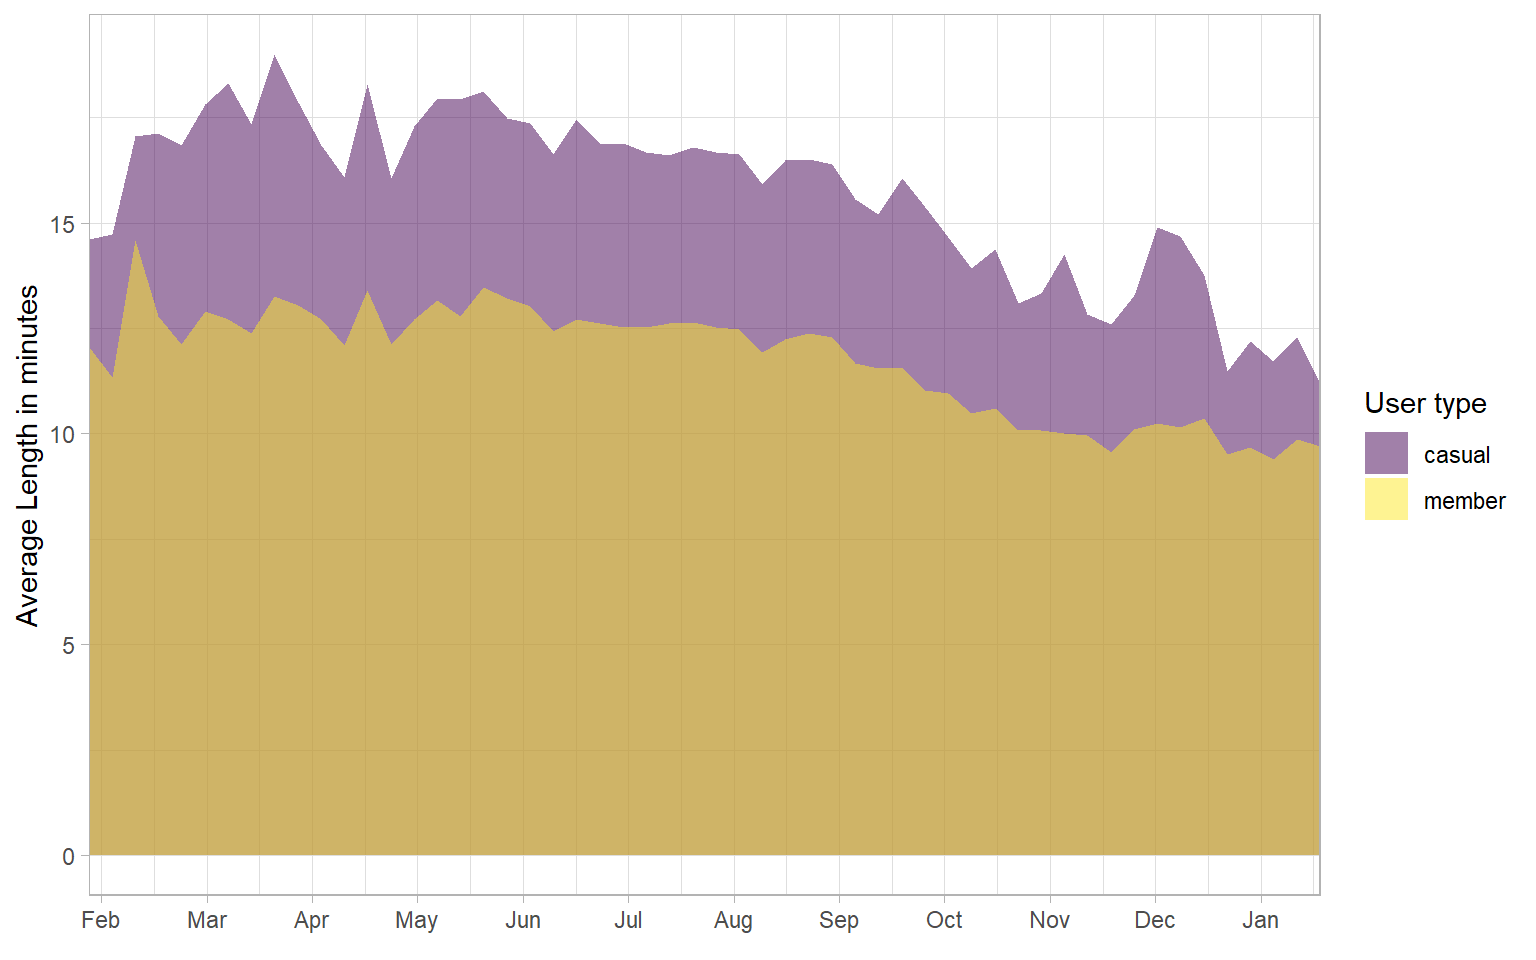 Average Length in minutes
15
10
5
0
Feb Mar Apr May Jun Jul Aug Sep Oct Nov Dec Jan
User type
casual
member